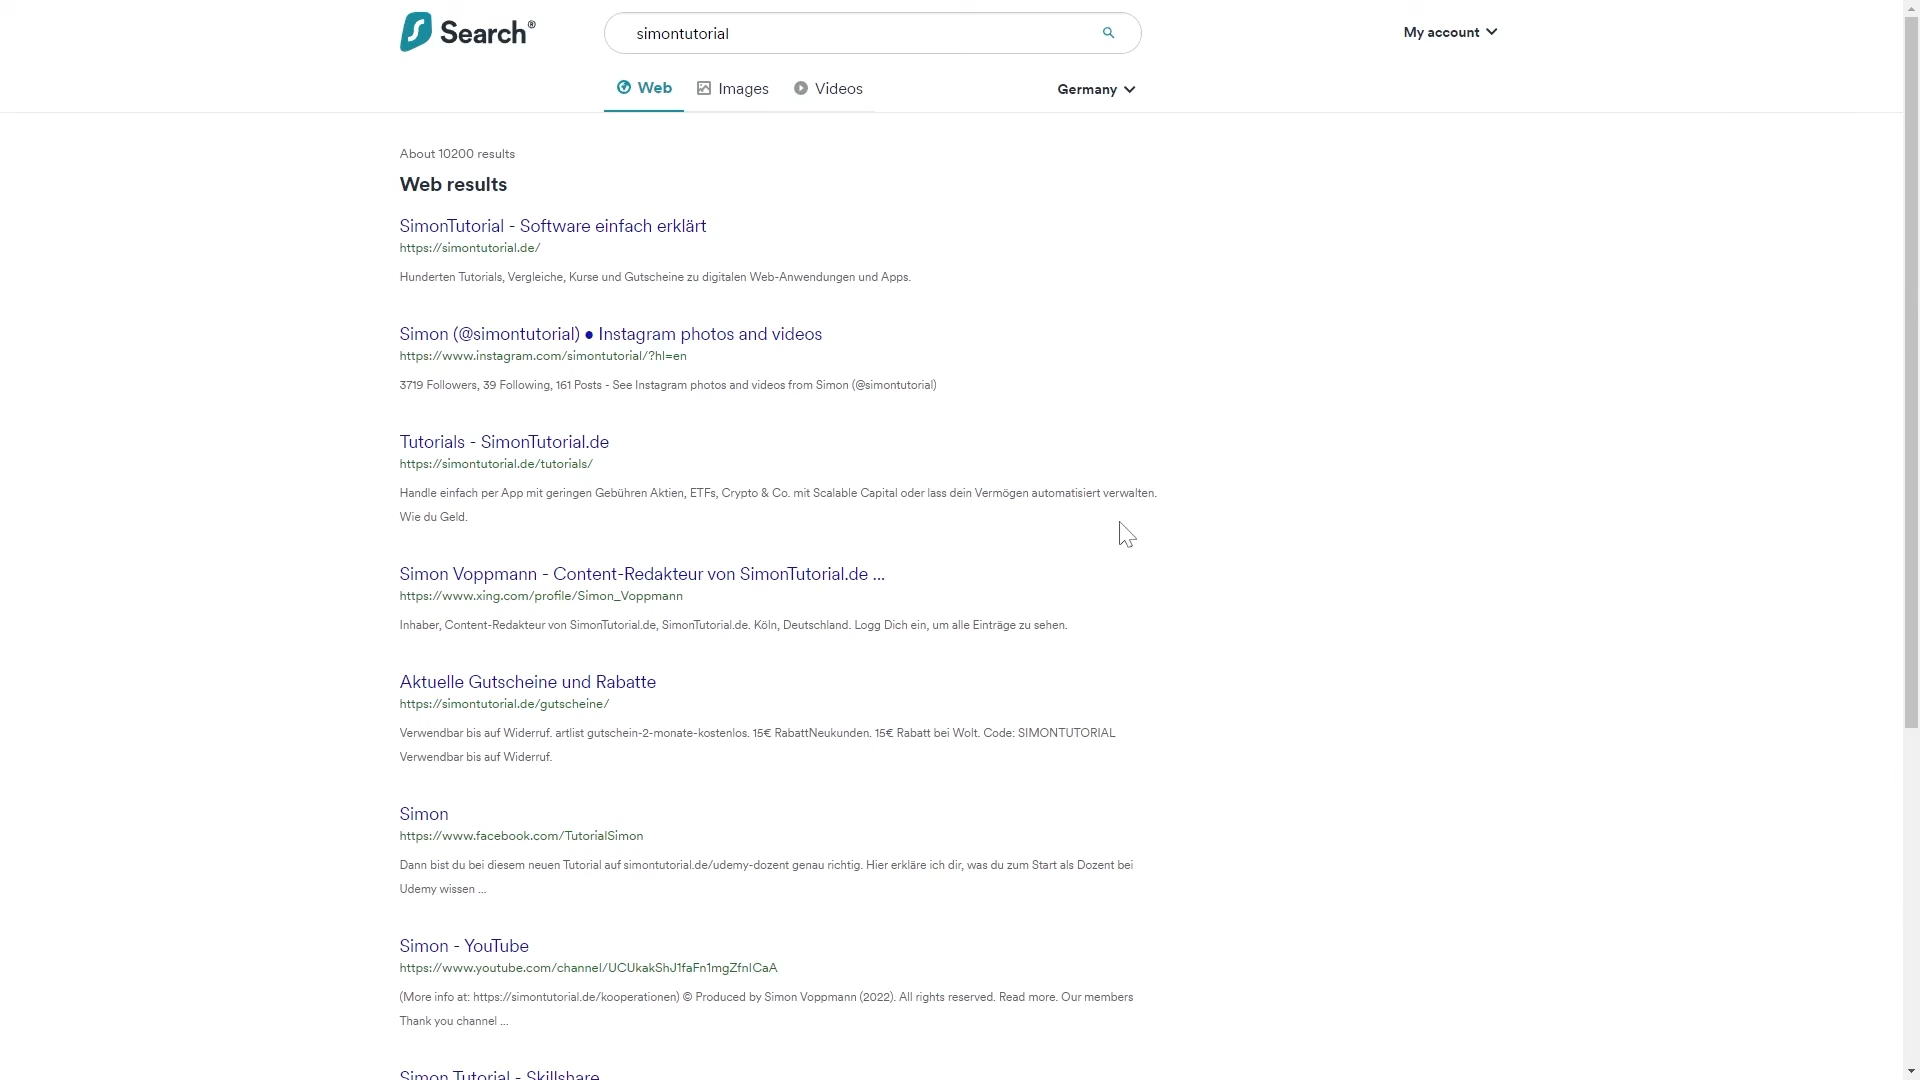 Search®
simontutorial
My account
Web
Images
Videos
Germany
About 10200 results
Web results
SimonTutorial - Software einfach erklärt
https://simontutorial.de/
Hunderten Tutorials, Vergleiche, Kurse und Gutscheine zu digitalen Web-Anwendungen und Apps.
Simon (@simontutorial) ● Instagram photos and videos
https://www.instagram.com/simontutorial/?hl=en
3719 Followers, 39 Following, 161 Posts - See Instagram photos and videos from Simon (@simontutorial)
Tutorials - SimonTutorial.de
https://simontutorial.de/tutorials/
Handle einfach per App mit geringen Gebühren Aktien, ETFs, Crypto & Co. mit Scalable Capital oder lass dein Vermögen automatisiert verwalten.
Wie du Geld.
Simon Voppmann - Content-Redakteur von SimonTutorial.de ...
https://www.xing.com/profile/Simon_Voppmann
Inhaber, Content-Redakteur von SimonTutorial.de, SimonTutorial.de. Köln, Deutschland. Logg Dich ein, um alle Einträge zu sehen.
Aktuelle Gutscheine und Rabatte
https://simontutorial.de/gutscheine/
Verwendbar bis auf Widerruf. artlist gutschein-2-monate-kostenlos. 15€ RabattNeukunden. 15€ Rabatt bei Wolt. Code: SIMONTUTORIAL
Verwendbar bis auf Widerruf.
Simon
https://www.facebook.com/TutorialSimon
Dann bist du bei diesem neuen Tutorial auf simontutorial.de/udemy-dozent genau richtig. Hier erkläre ich dir, was du zum Start als Dozent bei
Udemy wissen ...
Simon - YouTube
https://www.youtube.com/channel/UCUkakShJ1faFn1mgZfnICaA
(More info at: https://simontutorial.de/kooperationen) © Produced by Simon Voppmann (2022). All rights reserved. Read more. Our members
Thank you channel ...
Simon Tutorial - Skillshare